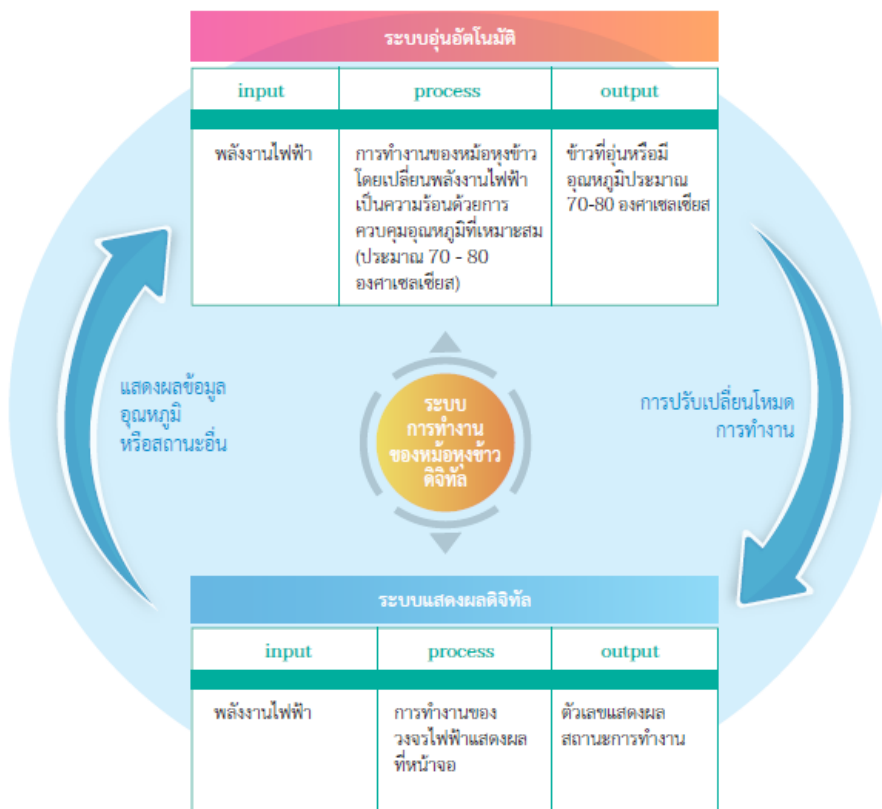 ระบบอุ่นอัตโนมัติ
input process output
พลังงานไฟฟ้า
การทำงานของหม้อหุงข้าว
โดยเปลี่ยนพลังงานไฟฟ้า
เป็นความร้อนด้วยการ
ควบคุมอุณหภูมิที่เหมาะสม
(ประมาณ 70 - 80
องศาเซลเซียส)
ข้าวที่อุ่นหรือมี
อุณหภูมิประมาณ
70-80 องศาเซลเซียส
แสดงผลข้อมูล
อุณหภูมิ
หรือสถานะอื่น
ระบบ
การทำงาน
ของหม้อหุงข้าว
ดิจิทัล
การปรับเปลี่ยนโหมด
การทำงาน
ระบบแสดงผลดิจิทัล
input process output
พลังงานไฟฟ้า
การทำงานของ
วงจรไฟฟ้าแสดงผล
ที่หน้าจอ
ตัวเลขแสดงผล
สถานะการทำงาน